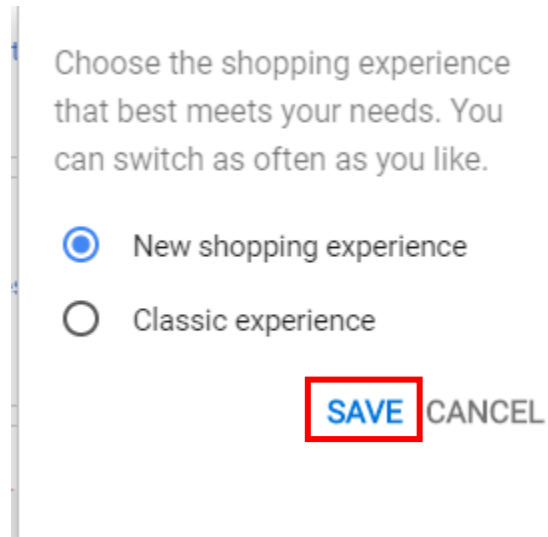 Choose the shopping experience
that best meets your needs. You
can switch as often as you like.
New shopping experience
Classic experience
SAVE CANCEL